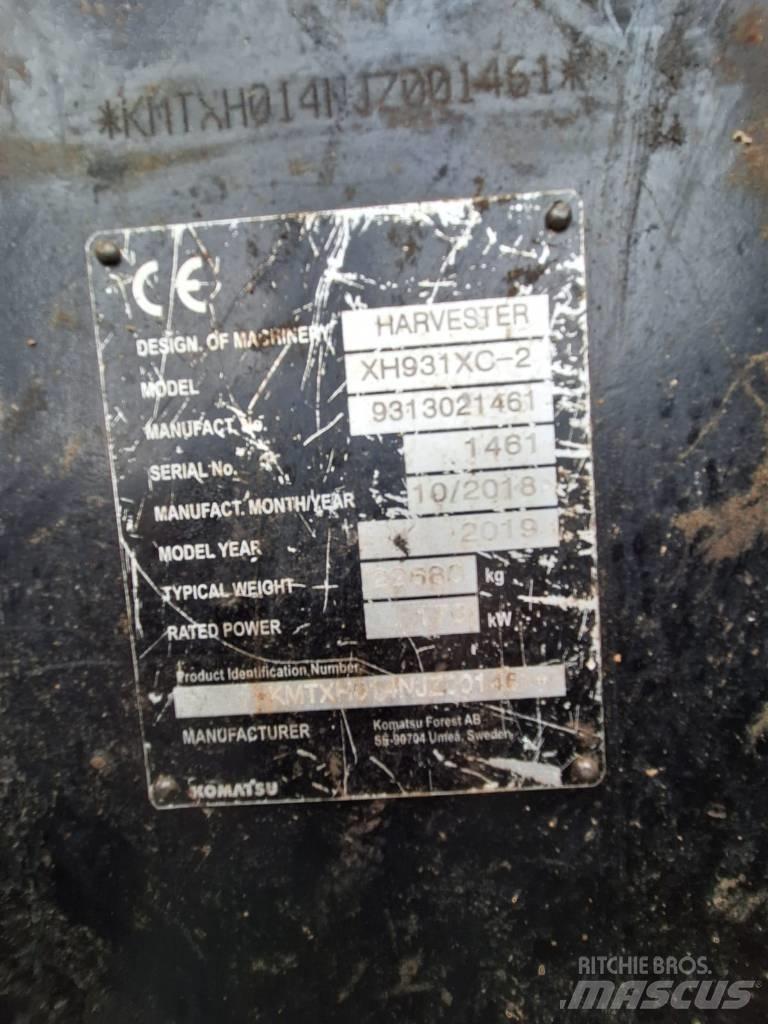 *KMTXH014NJZ001461*
CE
DESIGN. OF MACHINERY HARVESTER
MODEL XH931XC-2
MANUFACT. No. 9313021461
SERIAL No. 1461
MANUFACT. MONTH/YEAR 10/2018
MODEL YEAR 2019
TYPICAL WEIGHT kg
RATED POWER kW
Product Identification Number
MANUFACTURER Komatsu Forest AB
SE-90704 Umeå, Sweden
KOMATSU
RITCHIE BROS.
MASCUS